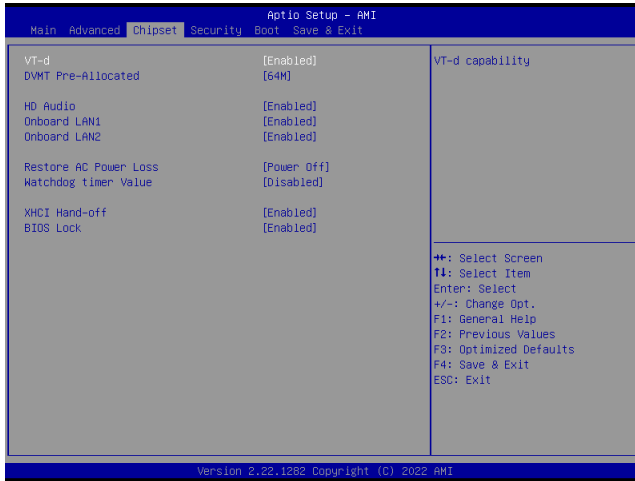 Aptio Setup – AMI
Main Advanced Chipset Security Boot Save & Exit
VT-d [Enabled]
DVMT Pre-Allocated [64M]
HD Audio [Enabled]
Onboard LAN1 [Enabled]
Onboard LAN2 [Enabled]
Restore AC Power Loss [Power Off]
Watchdog timer Value [Disabled]
XHCI Hand-off [Enabled]
BIOS Lock [Enabled]
VT-d capability
→←: Select Screen
↑↓: Select Item
Enter: Select
+/-: Change Opt.
F1: General Help
F2: Previous Values
F3: Optimized Defaults
F4: Save & Exit
ESC: Exit
Version 2.22.1282 Copyright (C) 2022 AMI